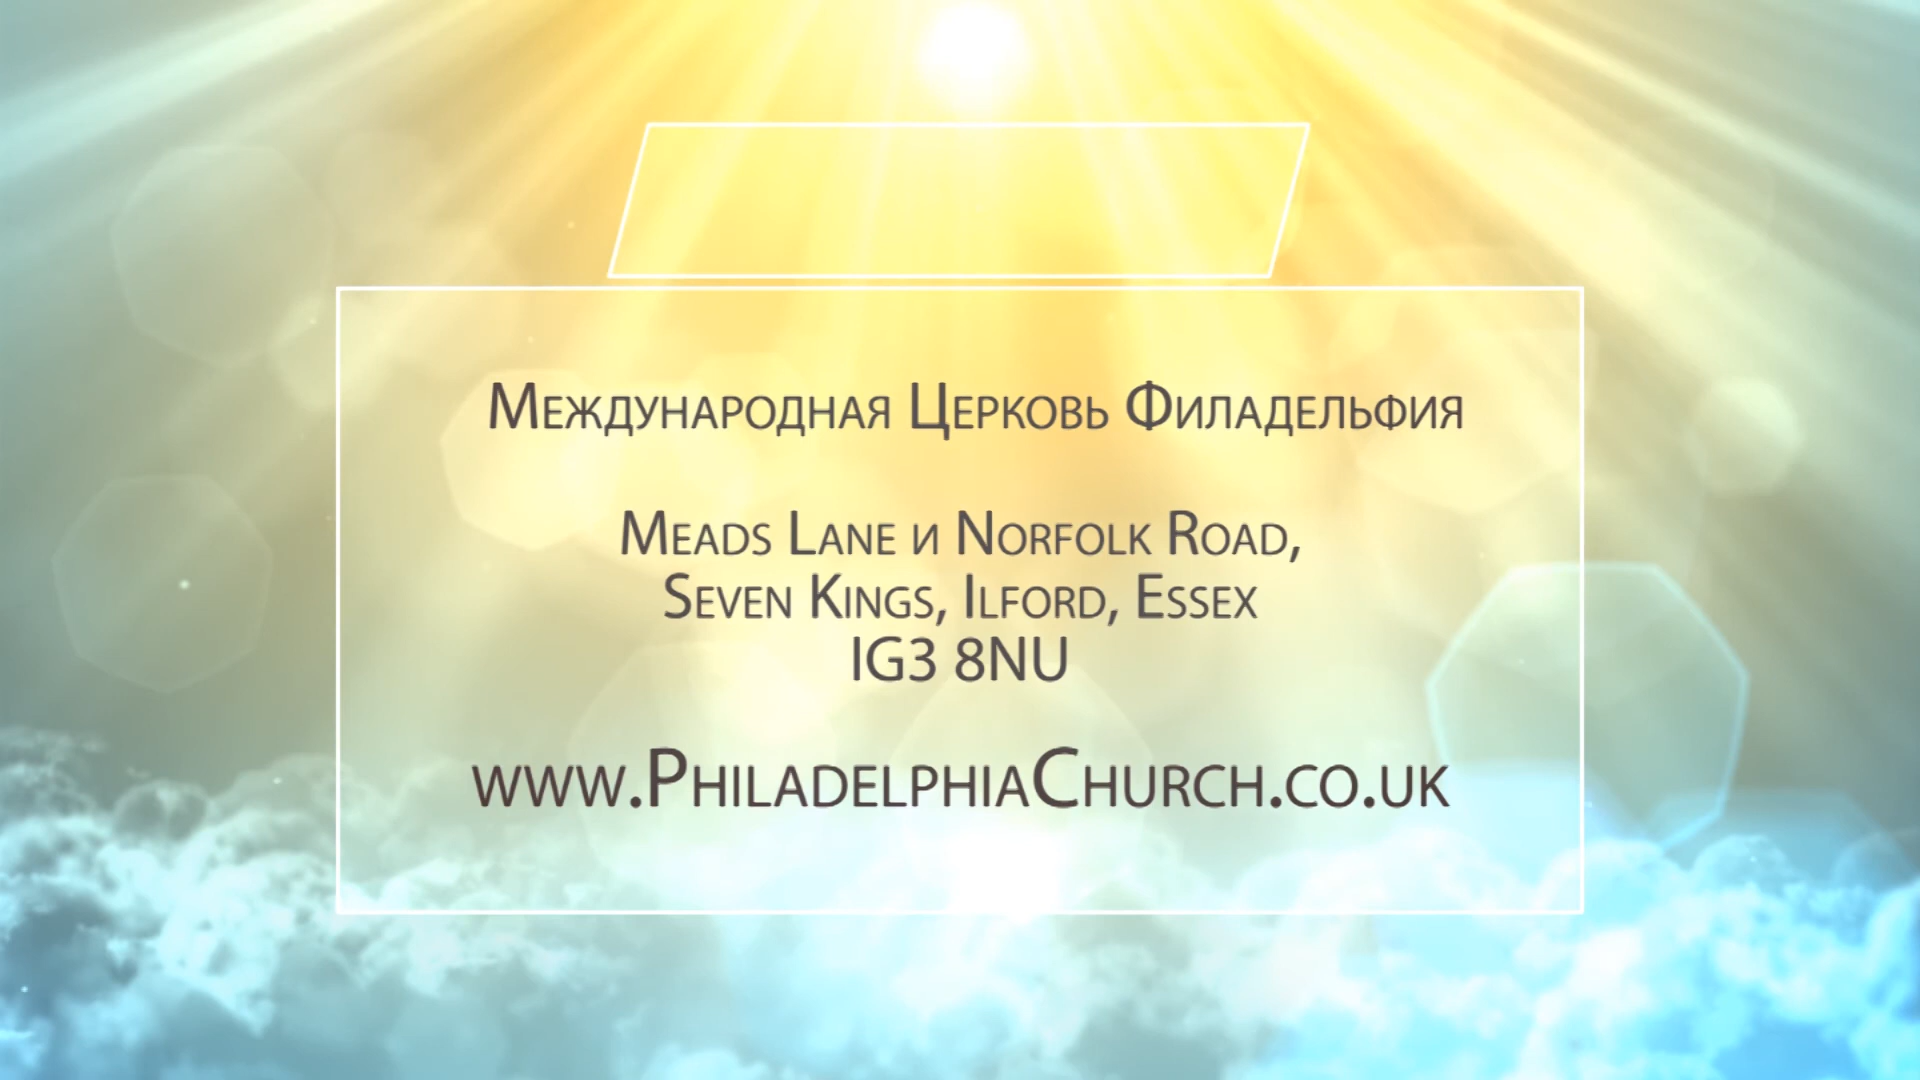 Международная Церковь Филадельфия
Meads Lane и Norfolk Road,
Seven Kings, Ilford, Essex
IG3 8NU
www.PhiladelphiaChurch.co.uk